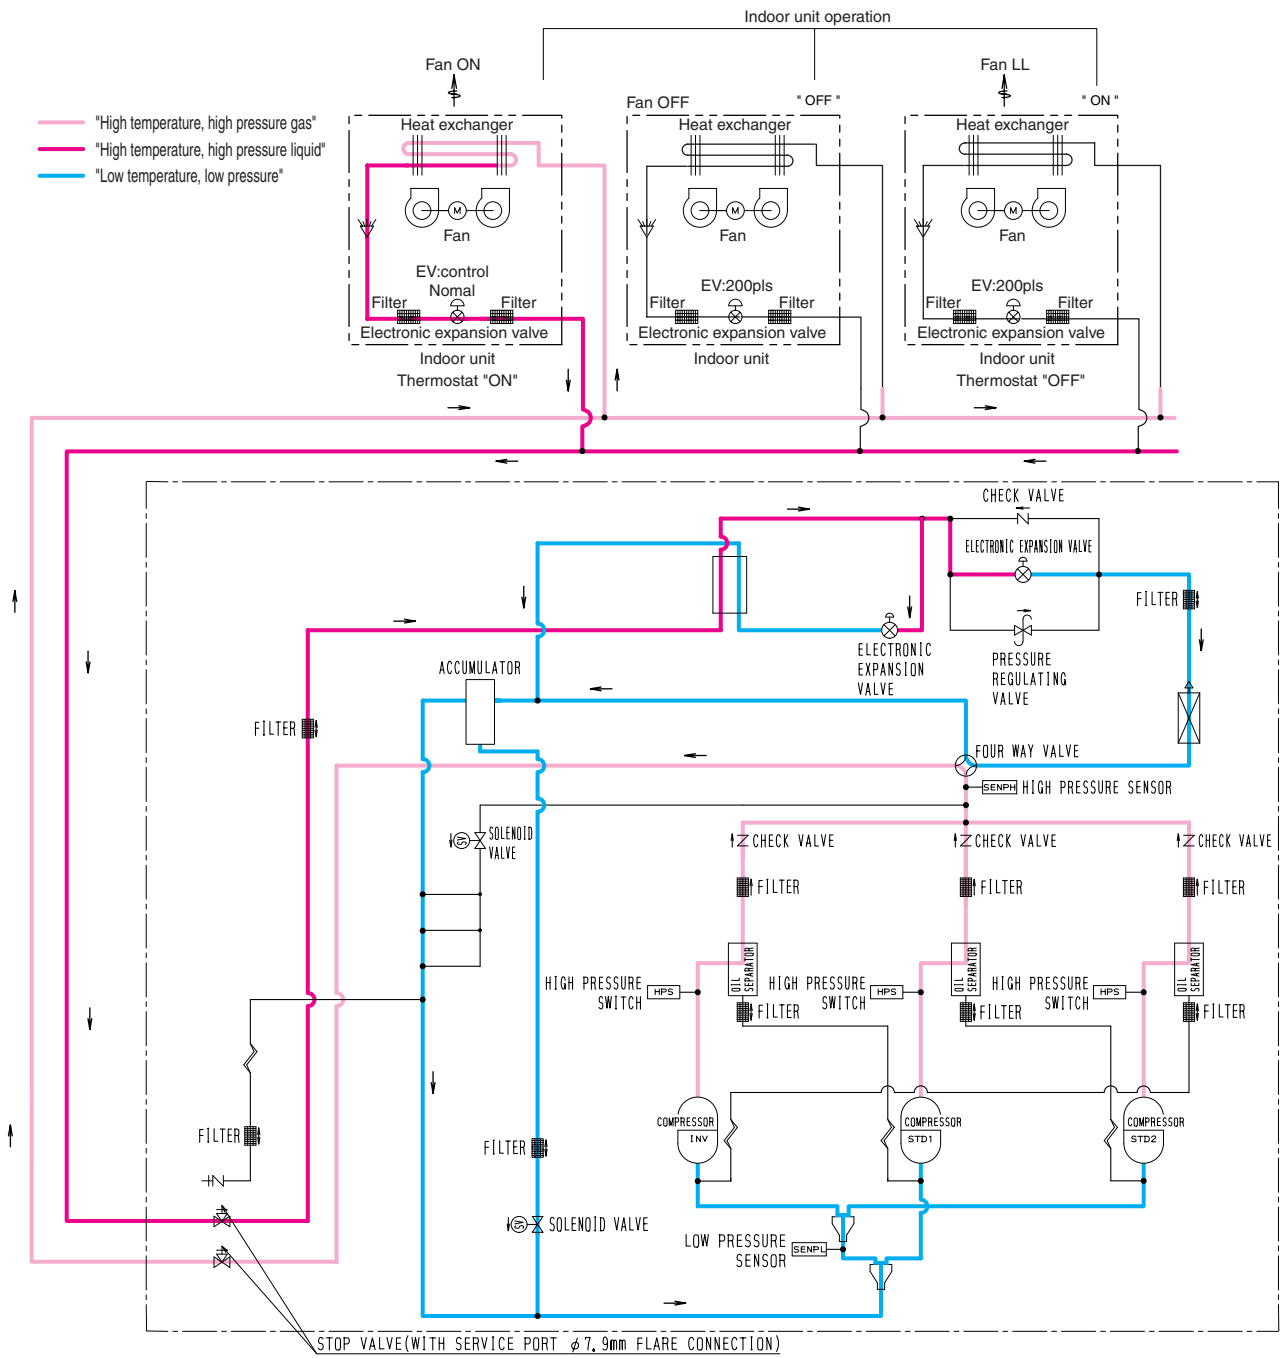 Indoor unit operation
Fan ON
Fan LL
Fan OFF
" OFF "
" ON "
"High temperature, high pressure gas"
"High temperature, high pressure liquid"
"Low temperature, low pressure"
Heat exchanger
Heat exchanger
Heat exchanger
M
M
M
Fan
Fan
Fan
EV:control
Nomal
EV:200pls
EV:200pls
Filter
Filter
Filter
Filter
Filter
Filter
Electronic expansion valve
Electronic expansion valve
Electronic expansion valve
Indoor unit
Indoor unit
Indoor unit
Thermostat "ON"
Thermostat "OFF"
CHECK VALVE
ELECTRONIC EXPANSION VALVE
FILTER
ELECTRONIC
EXPANSION
VALVE
PRESSURE
REGULATING
VALVE
ACCUMULATOR
FILTER
FOUR WAY VALVE
SENPH
HIGH PRESSURE SENSOR
SV
SOLENOID
VALVE
CHECK VALVE
CHECK VALVE
CHECK VALVE
FILTER
FILTER
FILTER
OIL
SEPARATOR
OIL
SEPARATOR
OIL
SEPARATOR
HIGH PRESSURE
SWITCH
HPS
HIGH PRESSURE
SWITCH
HPS
HIGH PRESSURE
SWITCH
HPS
FILTER
FILTER
FILTER
COMPRESSOR
INV
COMPRESSOR
STD1
COMPRESSOR
STD2
FILTER
FILTER
SV
SOLENOID VALVE
LOW PRESSURE
SENSOR
SENPL
STOP VALVE(WITH SERVICE PORT φ7.9mm FLARE CONNECTION)